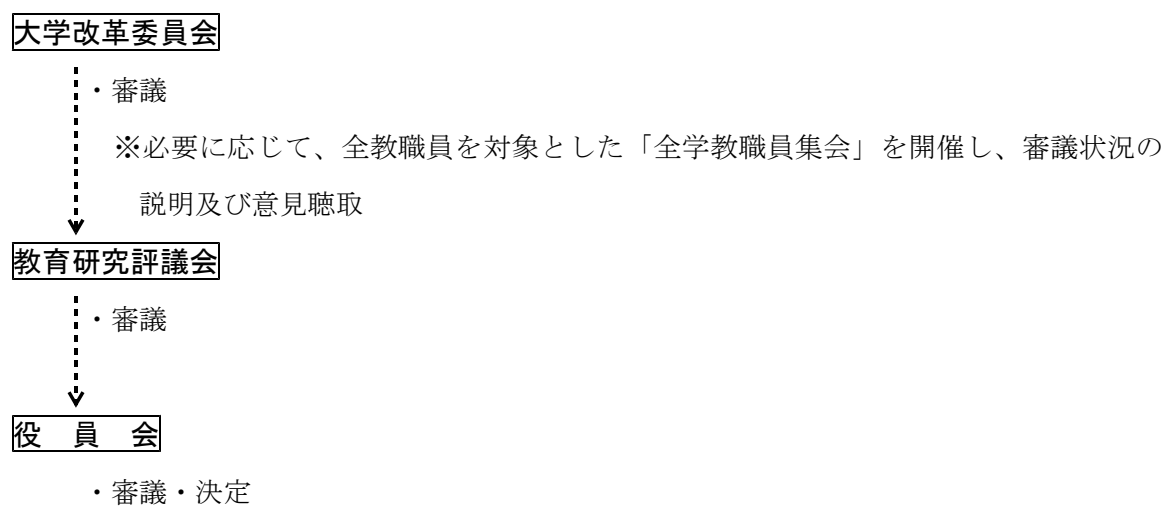 大学改革委員会
・審議
※必要に応じて、全教職員を対象とした「全学教職員集会」を開催し、審議状況の
説明及び意見聴取
教育研究評議会
・審議
役　員　会
・審議・決定